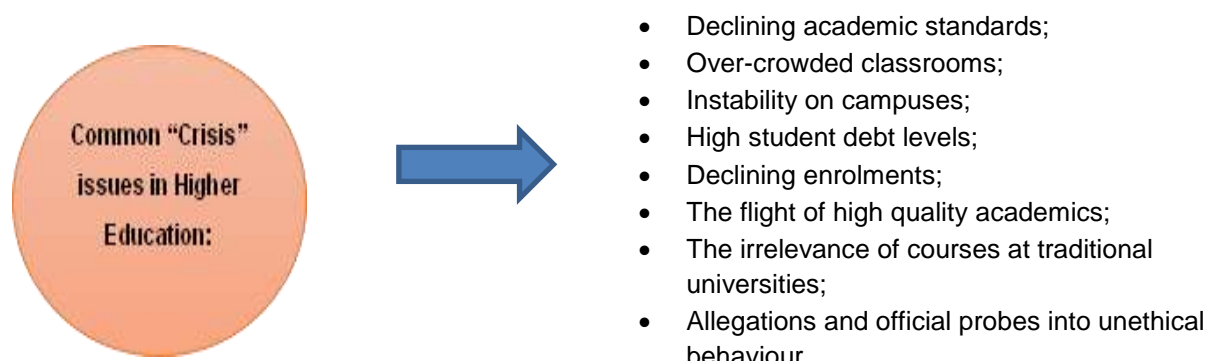 Common “Crisis”
issues in Higher
Education:
• Declining academic standards;
• Over-crowded classrooms;
• Instability on campuses;
• High student debt levels;
• Declining enrolments;
• The flight of high quality academics;
• The irrelevance of courses at traditional
universities;
• Allegations and official probes into unethical
behaviour